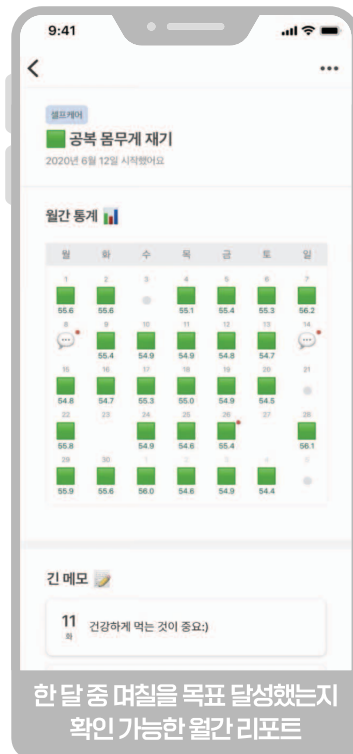 9:41
셀프케어
공복 몸무게 재기
2020년 6월 12일 시작했어요
월간 통계
월 화 수 목 금 토 일
1 2 3 4 5 6 7
55.6 55.6 55.1 55.4 55.3 56.2
8 9 10 11 12 13 14
55.4 54.9 54.9 54.8 54.7
15 16 17 18 19 20 21
54.8 54.7 55.3 55.0 54.9 54.5
22 23 24 25 26 27 28
55.8 54.9 54.6 55.4 56.1
29 30 1 2 3 4 5
55.9 55.6 56.0 54.6 54.9 54.4
긴 메모
11 건강하게 먹는 것이 중요:)
화
한 달 중 며칠을 목표 달성했는지
확인 가능한 월간 리포트